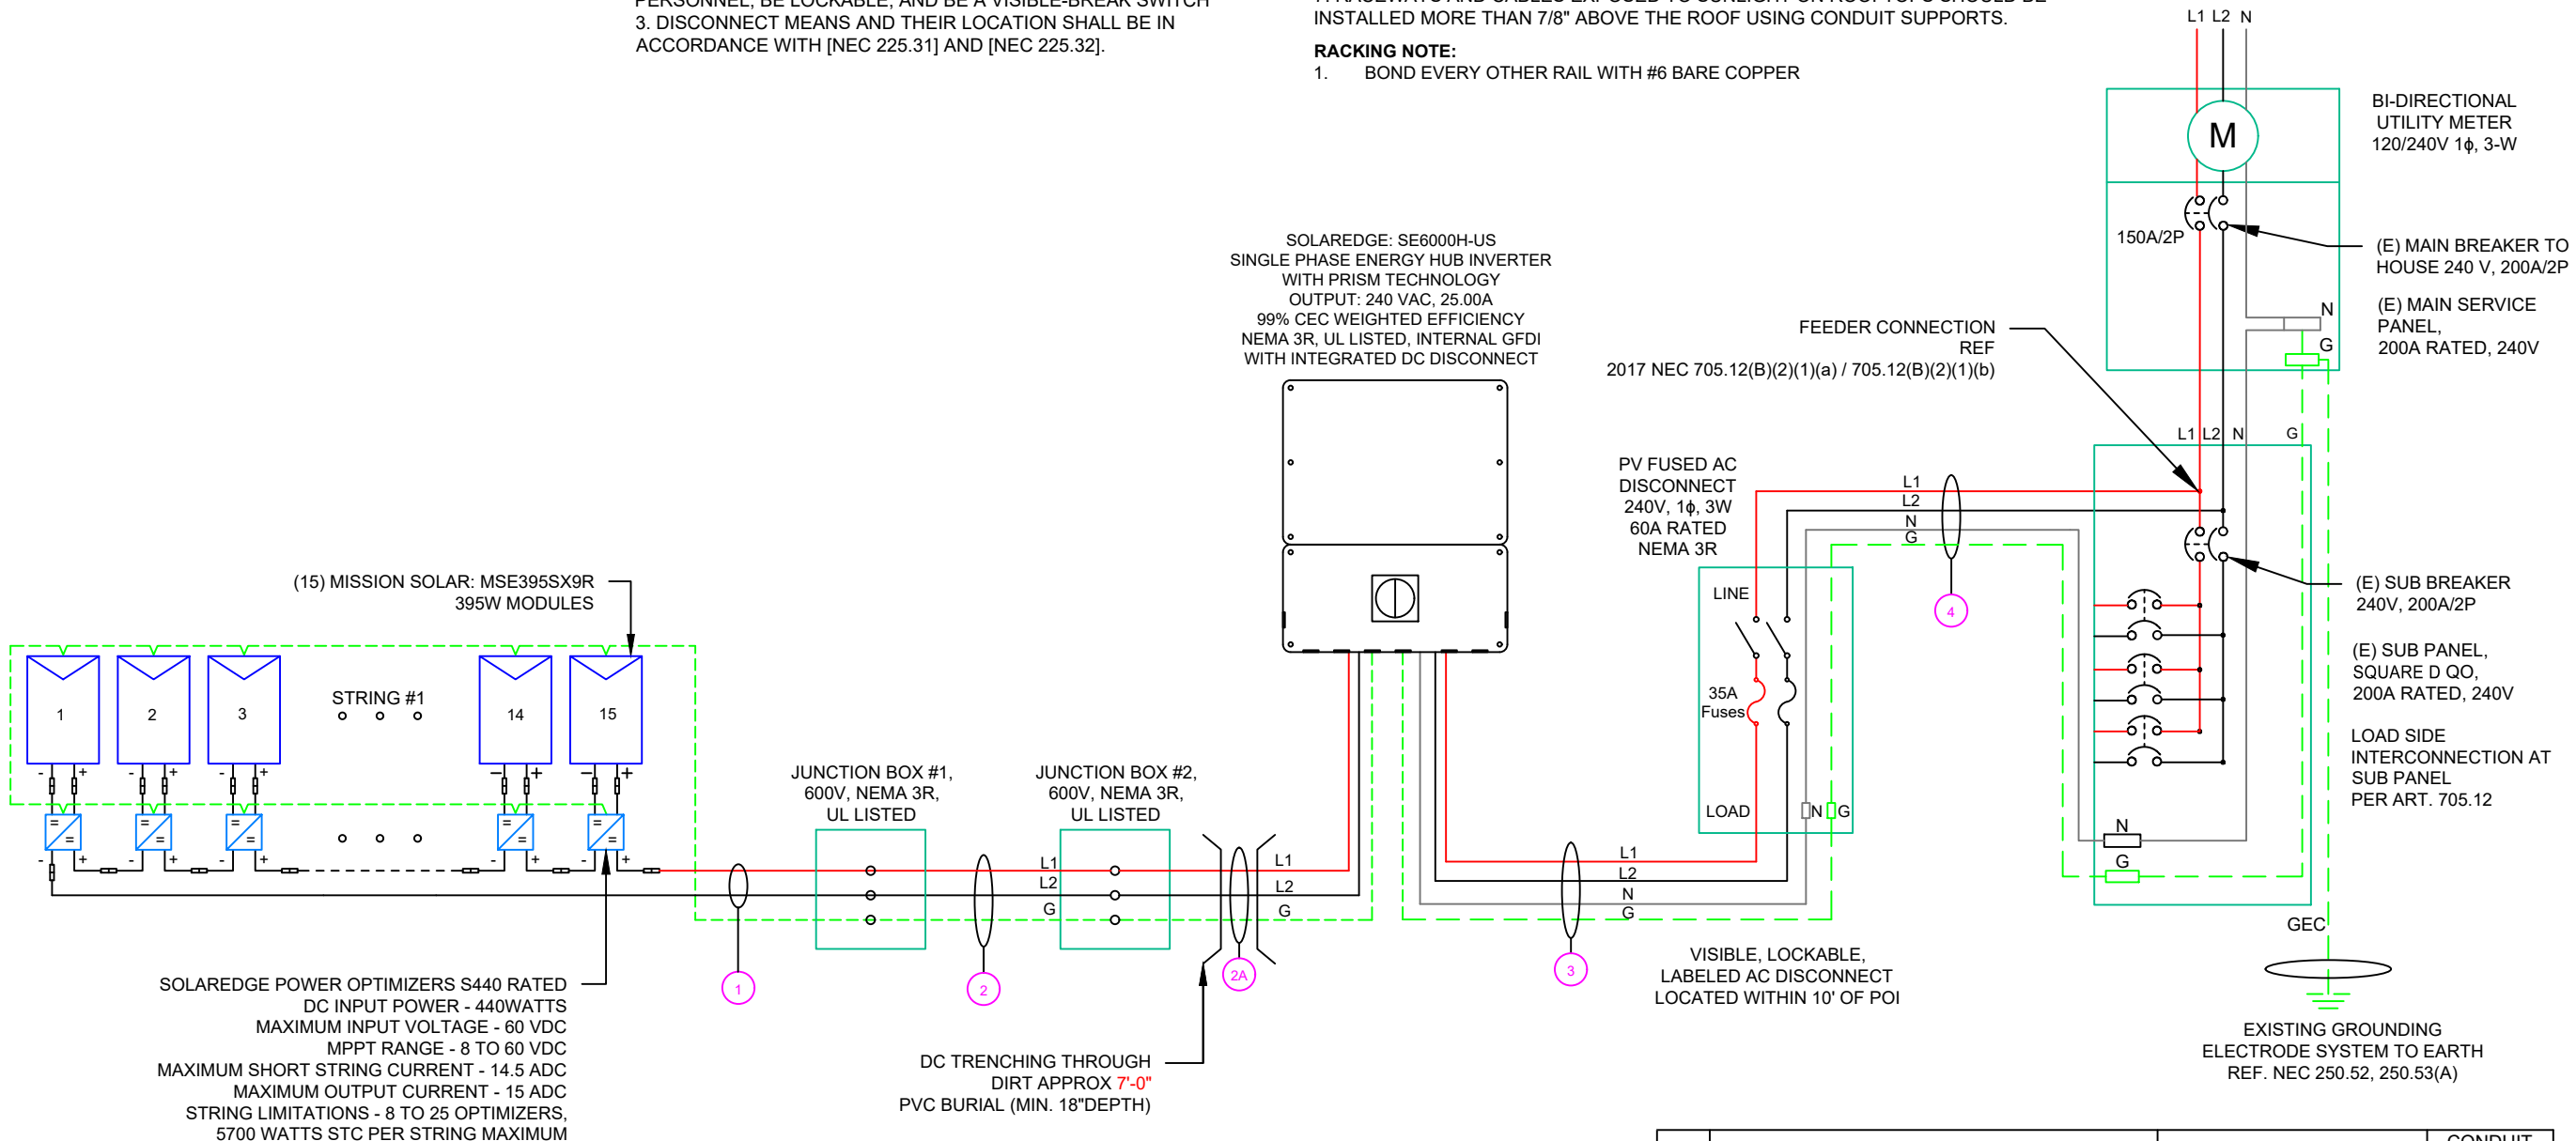 PERSONNEL, BE LOCKABLE, AND BE A VISIBLE-BREAK SWITCH
3. DISCONNECT MEANS AND THEIR LOCATION SHALL BE IN
ACCORDANCE WITH [NEC 225.31] AND [NEC 225.32].
INSTALLED MORE THAN 7/8" ABOVE THE ROOF USING CONDUIT SUPPORTS.
RACKING NOTE:
1. BOND EVERY OTHER RAIL WITH #6 BARE COPPER
L1 L2 N
M
BI-DIRECTIONAL
UTILITY METER
120/240V 1ϕ, 3-W
150A/2P
(E) MAIN BREAKER TO
HOUSE 240 V, 200A/2P
(E) MAIN SERVICE
PANEL,
200A RATED, 240V
N
G
SOLAREDGE: SE6000H-US
SINGLE PHASE ENERGY HUB INVERTER
WITH PRISM TECHNOLOGY
OUTPUT: 240 VAC, 25.00A
99% CEC WEIGHTED EFFICIENCY
NEMA 3R, UL LISTED, INTERNAL GFDI
WITH INTEGRATED DC DISCONNECT
FEEDER CONNECTION
REF
2017 NEC 705.12(B)(2)(1)(a) / 705.12(B)(2)(1)(b)
L1 L2 N G
PV FUSED AC
DISCONNECT
240V, 1ϕ, 3W
60A RATED
NEMA 3R
L1
L2
N
G
4
LINE
35A
Fuses
LOAD
N G
(E) SUB BREAKER
240V, 200A/2P
(E) SUB PANEL,
SQUARE D QO,
200A RATED, 240V
LOAD SIDE
INTERCONNECTION AT
SUB PANEL
PER ART. 705.12
N
G
GEC
EXISTING GROUNDING
ELECTRODE SYSTEM TO EARTH
REF. NEC 250.52, 250.53(A)
(15) MISSION SOLAR: MSE395SX9R
395W MODULES
1 2 3 STRING #1 14 15
- + - + - + - + - +
= = = = = = = = = =
- + - + - + - + - +
JUNCTION BOX #1,
600V, NEMA 3R,
UL LISTED
JUNCTION BOX #2,
600V, NEMA 3R,
UL LISTED
L1
L2
G
L1
L2
G
1
2
2A
L1
L2
N
G
3
VISIBLE, LOCKABLE,
LABELED AC DISCONNECT
LOCATED WITHIN 10' OF POI
SOLAREDGE POWER OPTIMIZERS S440 RATED
DC INPUT POWER - 440WATTS
MAXIMUM INPUT VOLTAGE - 60 VDC
MPPT RANGE - 8 TO 60 VDC
MAXIMUM SHORT STRING CURRENT - 14.5 ADC
MAXIMUM OUTPUT CURRENT - 15 ADC
STRING LIMITATIONS - 8 TO 25 OPTIMIZERS,
5700 WATTS STC PER STRING MAXIMUM
DC TRENCHING THROUGH
DIRT APPROX 7'-0"
PVC BURIAL (MIN. 18"DEPTH)
CONDUIT